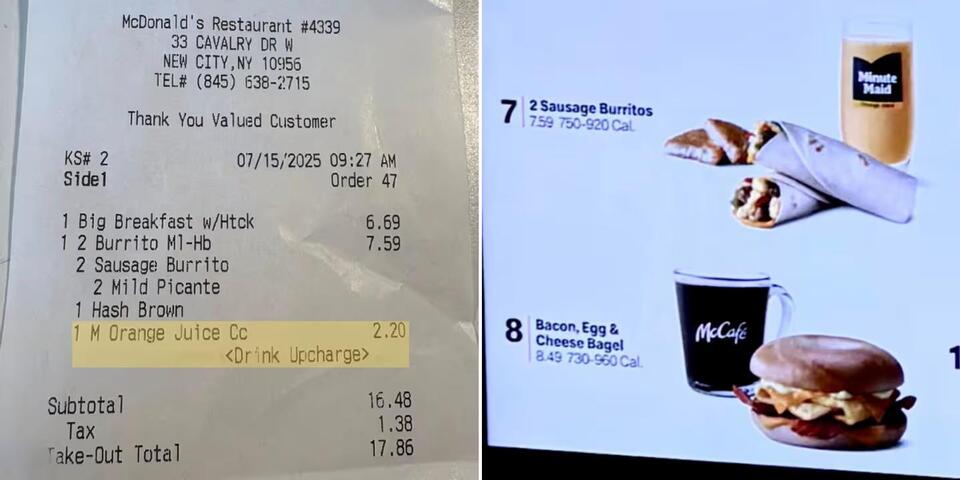 McDonald's Restaurant #4339
33 CAVALRY DR W
NEW CITY,NY 10956
TEL# (845) 638-2715
Thank You Valued Customer
KS# 2 07/15/2025 09:27 AM
Side1 Order 47
1 Big Breakfast w/Htck 6.69
1 2 Burrito Ml-Hb 7.59
2 Sausage Burrito
2 Mild Picante
1 Hash Brown
1 M Orange Juice Cc 2.20
<Drink Upcharge>
Subtotal 16.48
Tax 1.38
Take-Out Total 17.86
7 2 Sausage Burritos
7.59 750-920 Cal.
Minute
Maid
8 Bacon, Egg &
Cheese Bagel
8.49 730-960 Cal.
McCafé
1